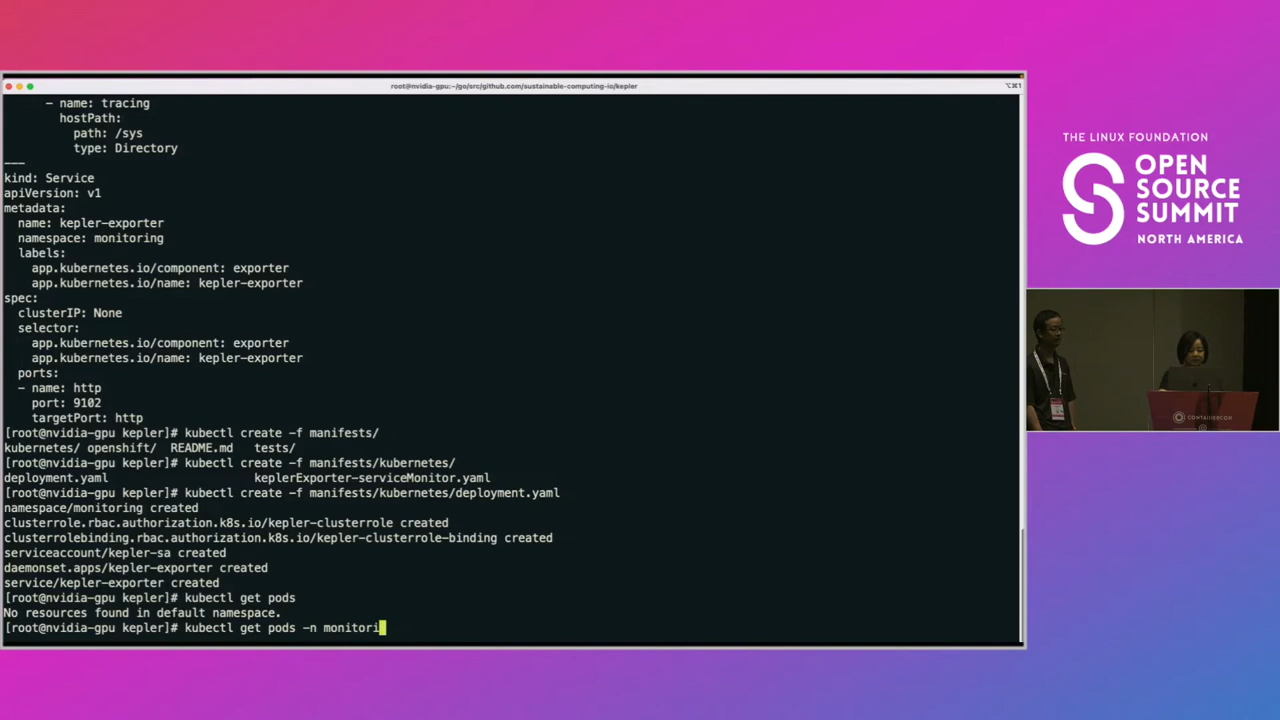 root@nvidia-gpu:~/go/src/github.com/sustainable-computing-io/kepler
⌥⌘1
- name: tracing
hostPath:
path: /sys
type: Directory
---
kind: Service
apiVersion: v1
metadata:
name: kepler-exporter
namespace: monitoring
labels:
app.kubernetes.io/component: exporter
app.kubernetes.io/name: kepler-exporter
spec:
clusterIP: None
selector:
app.kubernetes.io/component: exporter
app.kubernetes.io/name: kepler-exporter
ports:
- name: http
port: 9102
targetPort: http
[root@nvidia-gpu kepler]# kubectl create -f manifests/
kubernetes/ openshift/ README.md tests/
[root@nvidia-gpu kepler]# kubectl create -f manifests/kubernetes/
deployment.yaml keplerExporter-serviceMonitor.yaml
[root@nvidia-gpu kepler]# kubectl create -f manifests/kubernetes/deployment.yaml
namespace/monitoring created
clusterrole.rbac.authorization.k8s.io/kepler-clusterrole created
clusterrolebinding.rbac.authorization.k8s.io/kepler-clusterrole-binding created
serviceaccount/kepler-sa created
daemonset.apps/kepler-exporter created
service/kepler-exporter created
[root@nvidia-gpu kepler]# kubectl get pods
No resources found in default namespace.
[root@nvidia-gpu kepler]# kubectl get pods -n monitori
THE LINUX FOUNDATION
OPEN
SOURCE
SUMMIT
NORTH AMERICA
CONTAINERCON